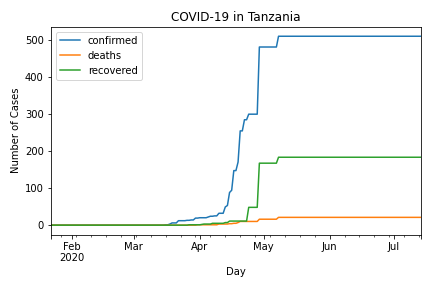 COVID-19 in Tanzania
confirmed
deaths
recovered
Number of Cases
500
400
300
200
100
0
Feb
2020
Mar
Apr
May
Jun
Jul
Day